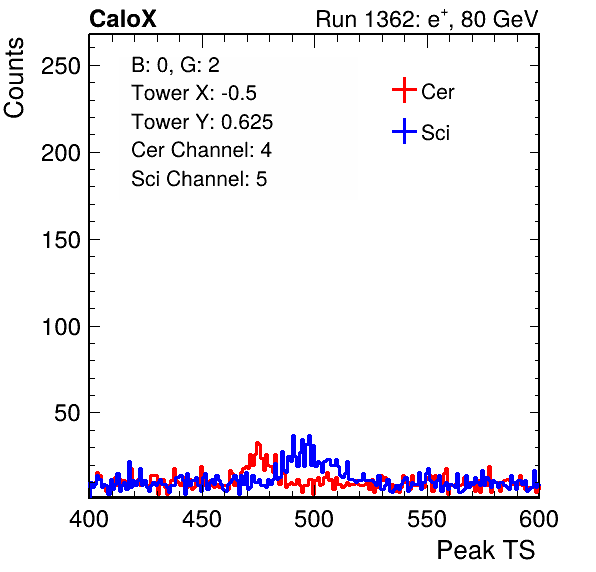 CaloX Run 1362: e+, 80 GeV
Counts
250
200
150
100
50
B: 0, G: 2
Tower X: -0.5
Tower Y: 0.625
Cer Channel: 4
Sci Channel: 5
Cer
Sci
400 450 500 550 600
Peak TS